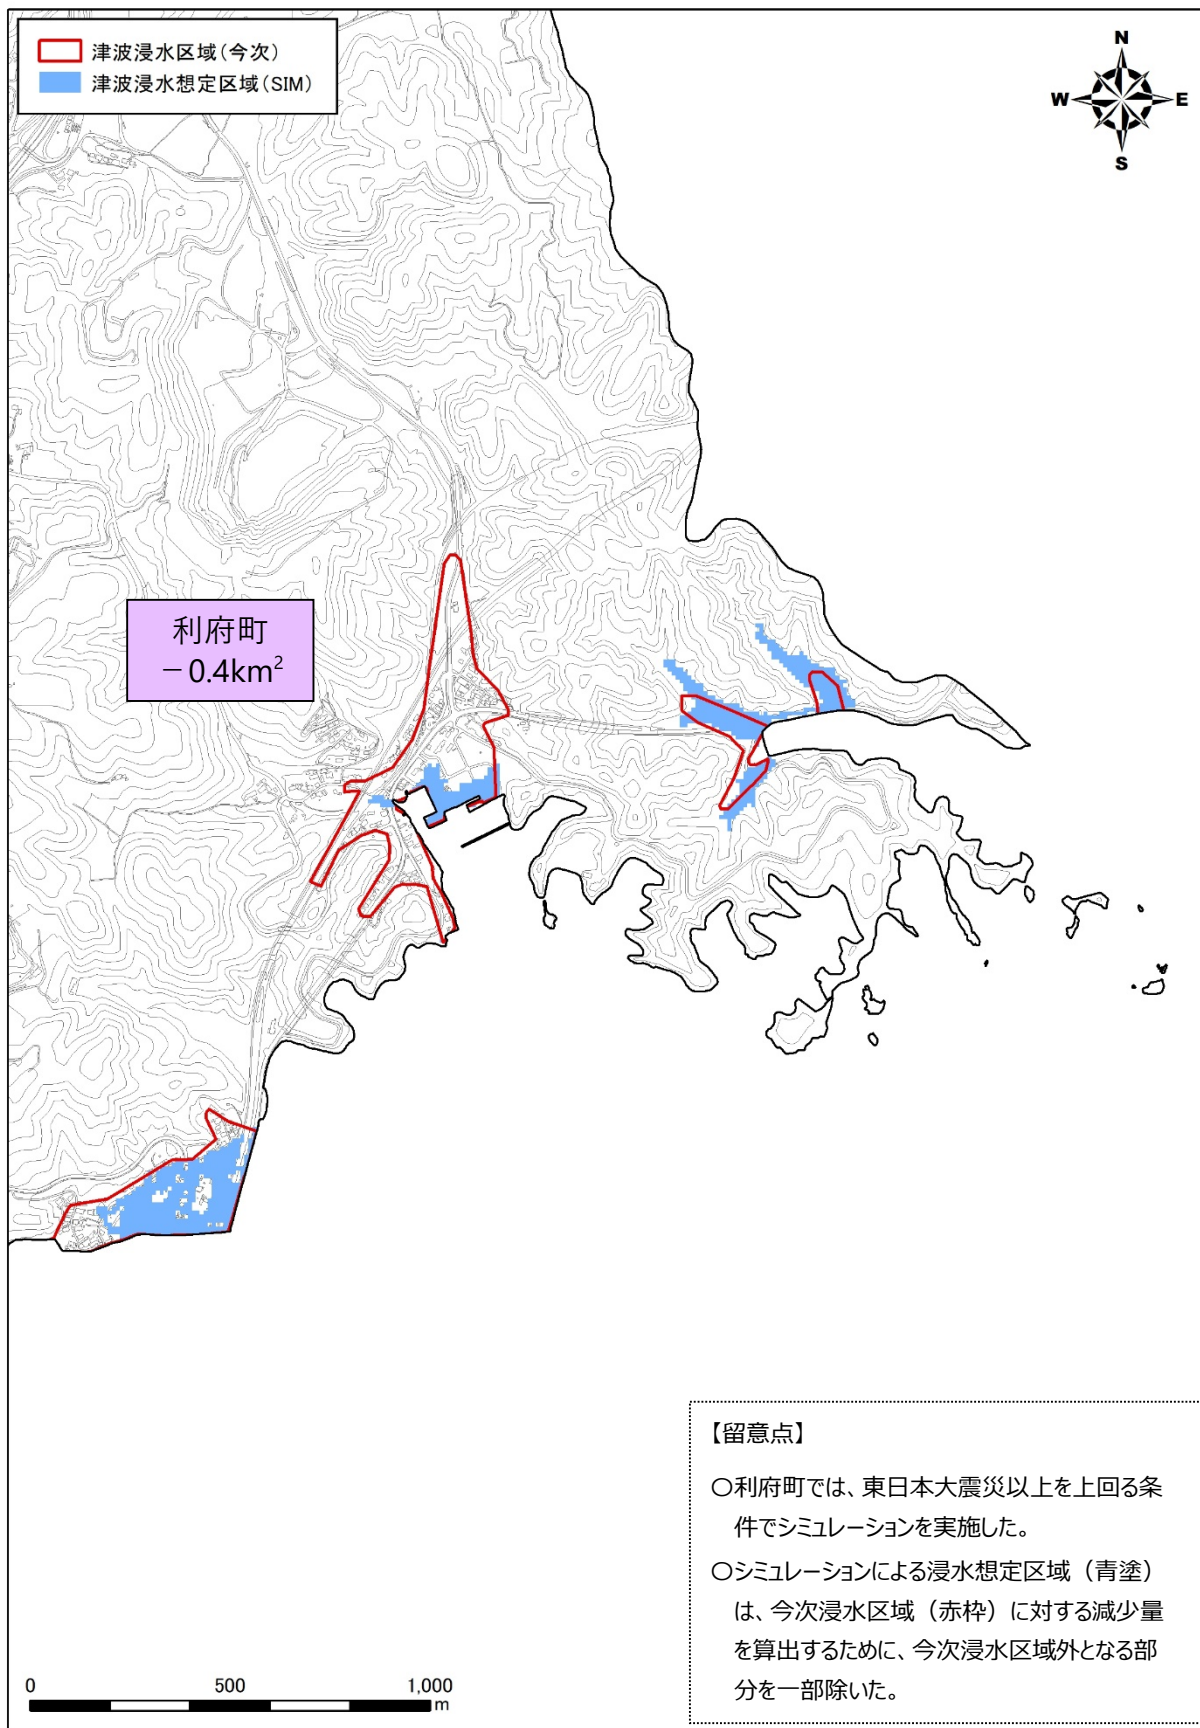 津波浸水区域(今次)
津波浸水想定区域(SIM)
N
W
E
S
利府町
－0.4km²
【留意点】
○利府町では、東日本大震災以上を上回る条
件でシミュレーションを実施した。
○シミュレーションによる浸水想定区域（青塗）
は、今次浸水区域（赤枠）に対する減少量
を算出するために、今次浸水区域外となる部
分を一部除いた。
0 500 1,000
m